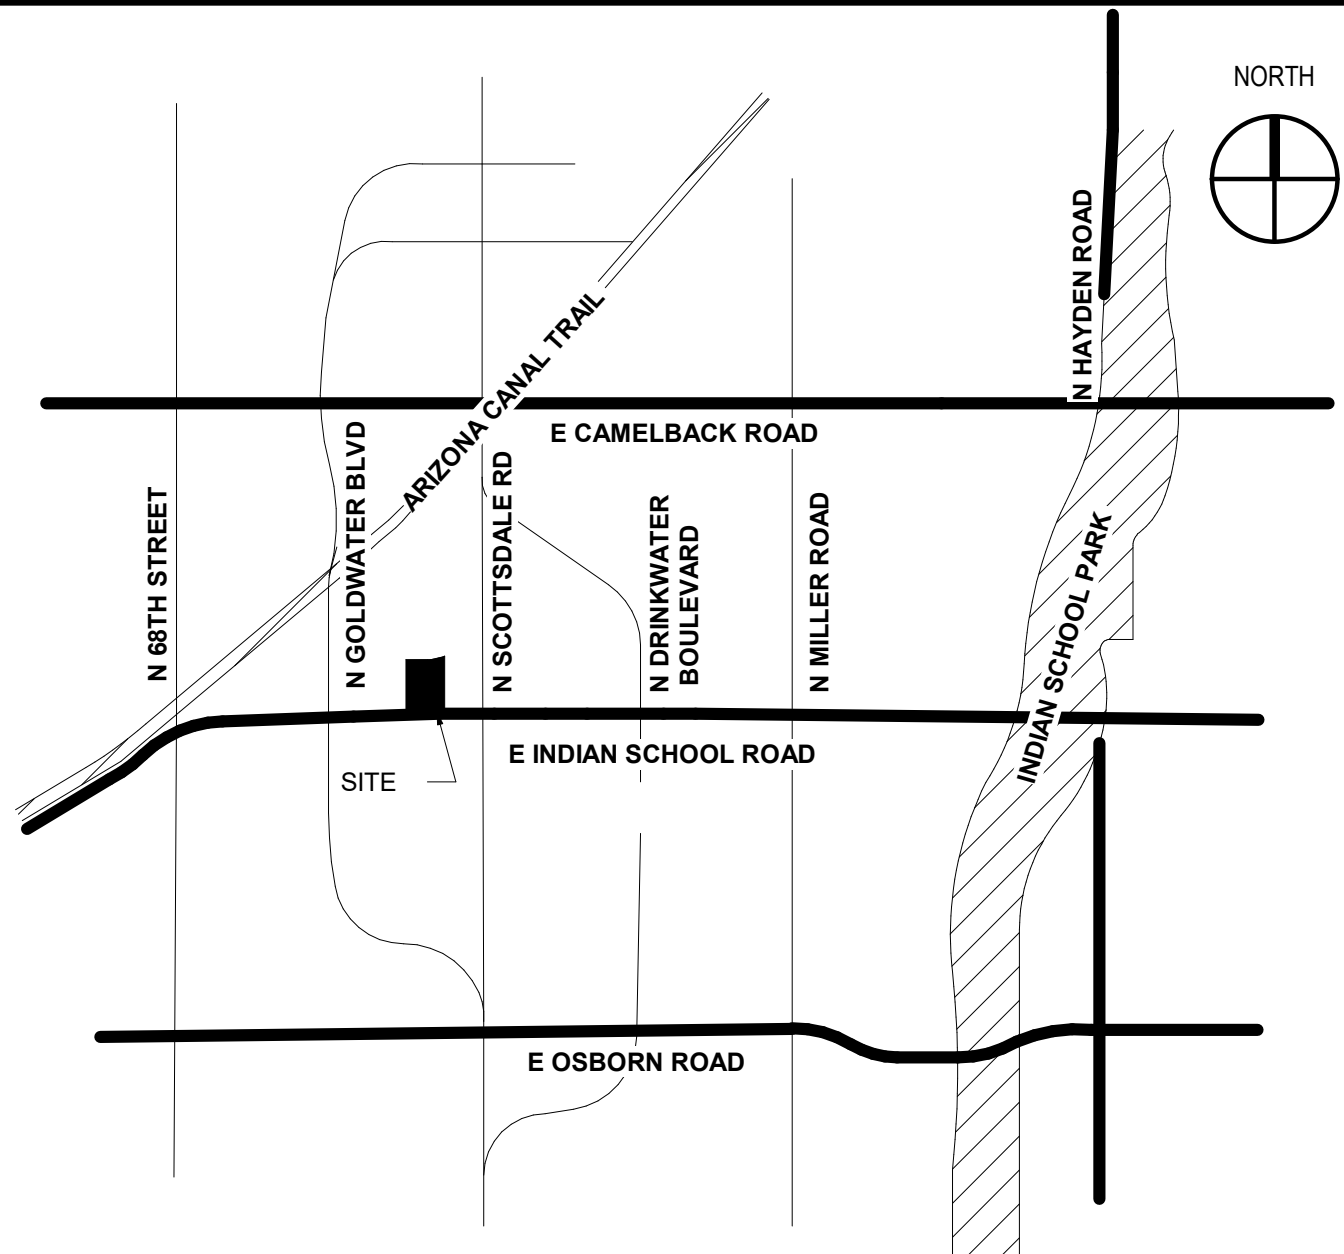 NORTH
N HAYDEN ROAD
ARIZONA CANAL TRAIL
E CAMELBACK ROAD
N 68TH STREET
N GOLDWATER BLVD
N SCOTTSDALE RD
N DRINKWATER
BOULEVARD
N MILLER ROAD
INDIAN SCHOOL PARK
E INDIAN SCHOOL ROAD
SITE
E OSBORN ROAD